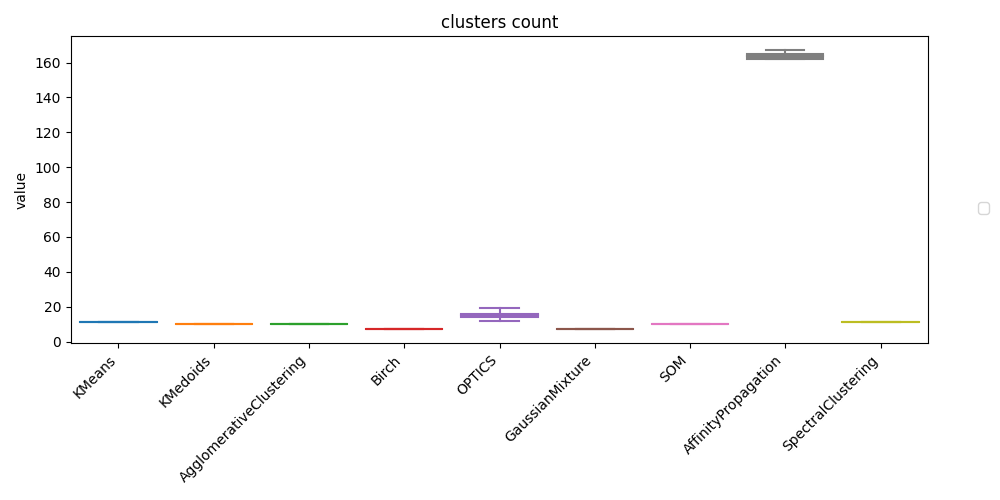 clusters count
value
160
140
120
100
80
60
40
20
0
KMeans
KMedoids
AgglomerativeClustering
Birch
OPTICS
GaussianMixture
SOM
AffinityPropagation
SpectralClustering